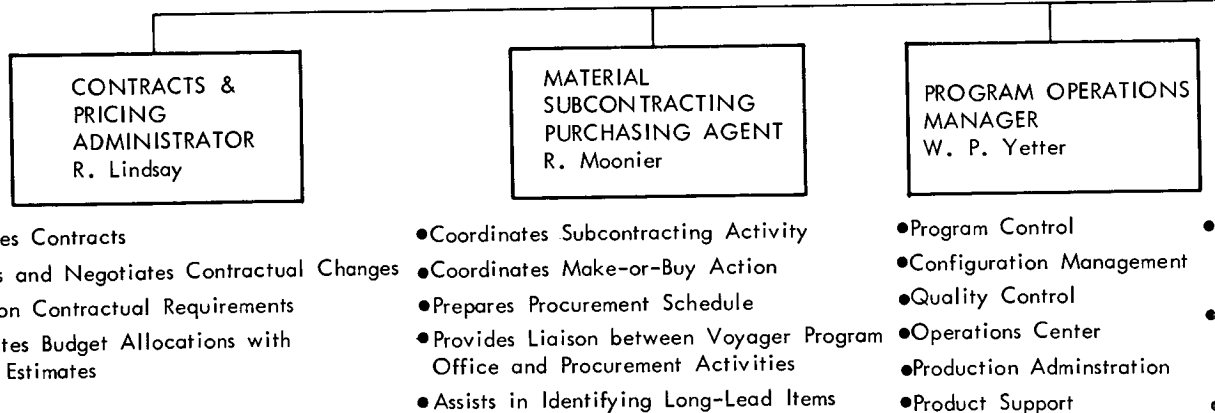 CONTRACTS &
PRICING
ADMINISTRATOR
R. Lindsay
es Contracts
s and Negotiates Contractual Changes
on Contractual Requirements
tes Budget Allocations with
Estimates
MATERIAL
SUBCONTRACTING
PURCHASING AGENT
R. Moonier
●Coordinates Subcontracting Activity
●Coordinates Make-or-Buy Action
●Prepares Procurement Schedule
●Provides Liaison between Voyager Program
Office and Procurement Activities
●Assists in Identifying Long-Lead Items
PROGRAM OPERATIONS
MANAGER
W. P. Yetter
●Program Control
●Configuration Management
●Quality Control
●Operations Center
●Production Adminstration
●Product Support